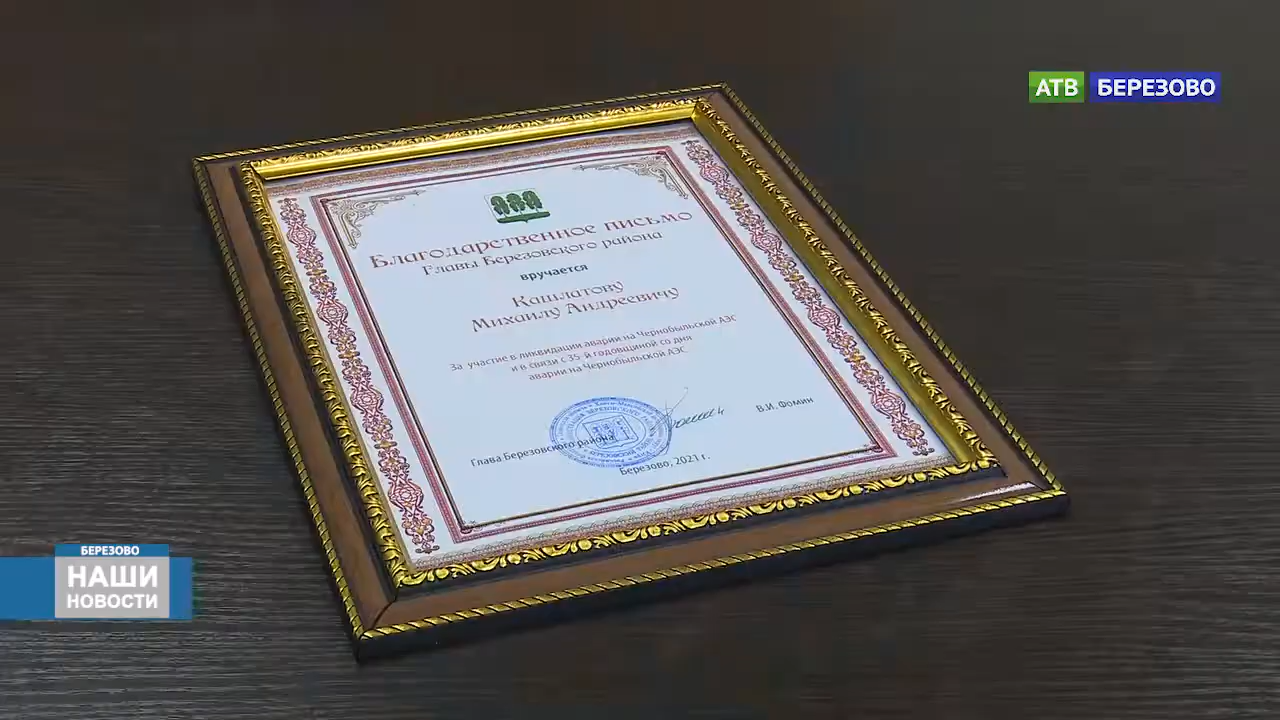 АТВ БЕРЕЗОВО
Благодарственное письмо
Главы Березовского района
вручается
Кашлатову
Михаилу Андреевичу
За участие в ликвидации аварии на Чернобыльской АЭС
и в связи с 35-й годовщиной со дня
аварии на Чернобыльской АЭС.
Глава Березовского района
В.И. Фомин
Березово, 2021 г.
БЕРЕЗОВО
НАШИ
НОВОСТИ